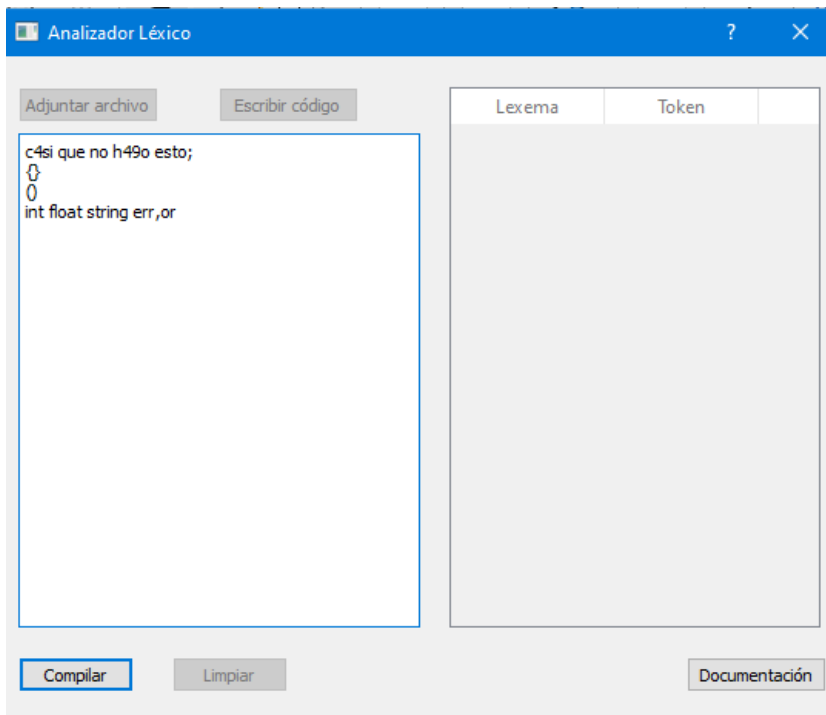 Analizador Léxico ?
Adjuntar archivo Escribir código
Lexema Token
c4si que no h49o esto;
{}
()
int float string err,or
Compilar Limpiar Documentación